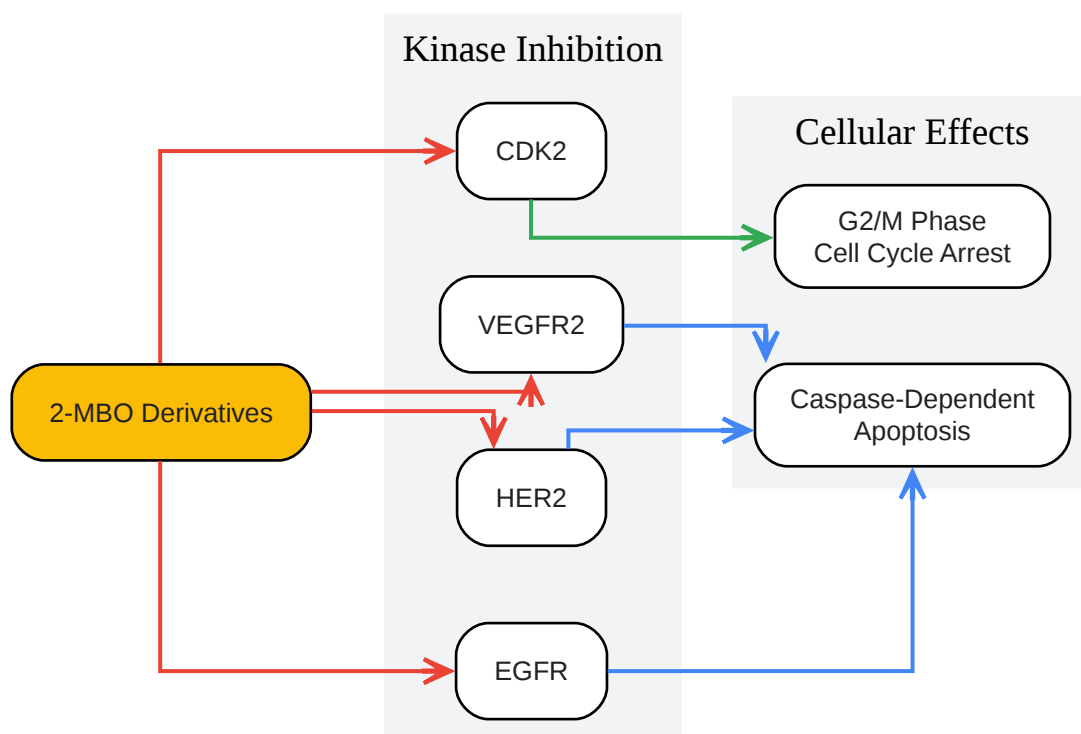 Kinase Inhibition
CDK2
VEGFR2
HER2
EGFR
2-MBO Derivatives
Cellular Effects
G2/M Phase
Cell Cycle Arrest
Caspase-Dependent
Apoptosis